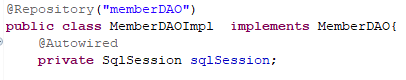 @Repository("memberDAO")
public class MemberDAOImpl  implements MemberDAO{
    @Autowired
    private SqlSession sqlSession;